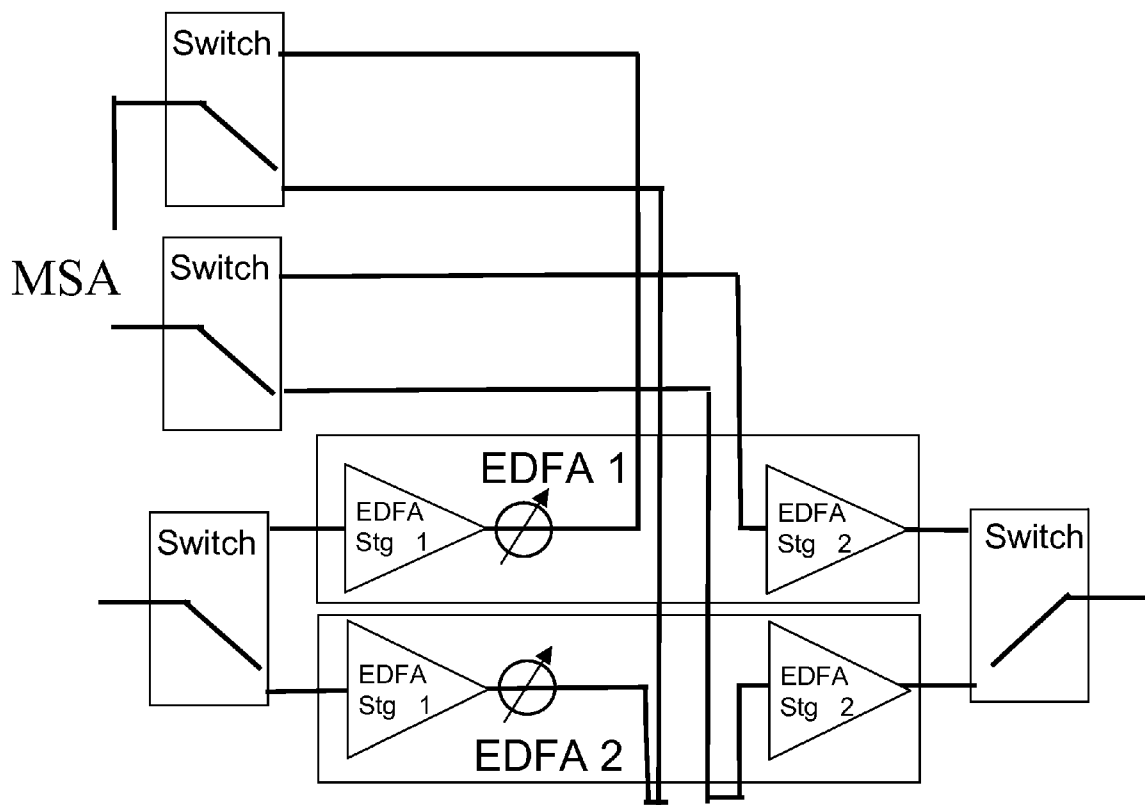 Switch
MSA
Switch
EDFA 1
EDFA
Stg 1
EDFA
Stg 2
Switch
Switch
EDFA
Stg 1
EDFA
Stg 2
EDFA 2